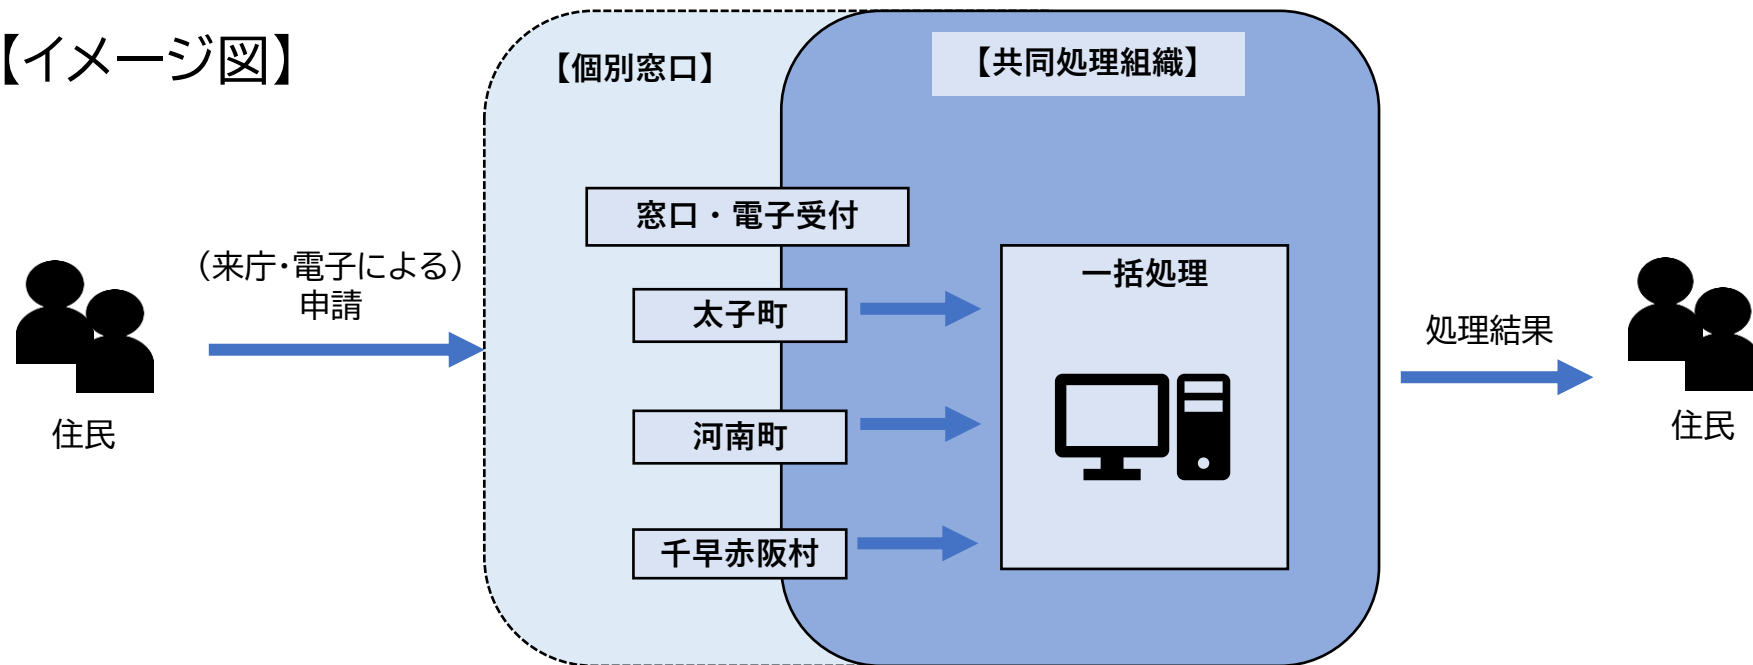 【イメージ図】
【個別窓口】
【共同処理組織】
窓口・電子受付
（来庁・電子による）
申請
太子町
河南町
千早赤阪村
一括処理
処理結果
住民
住民